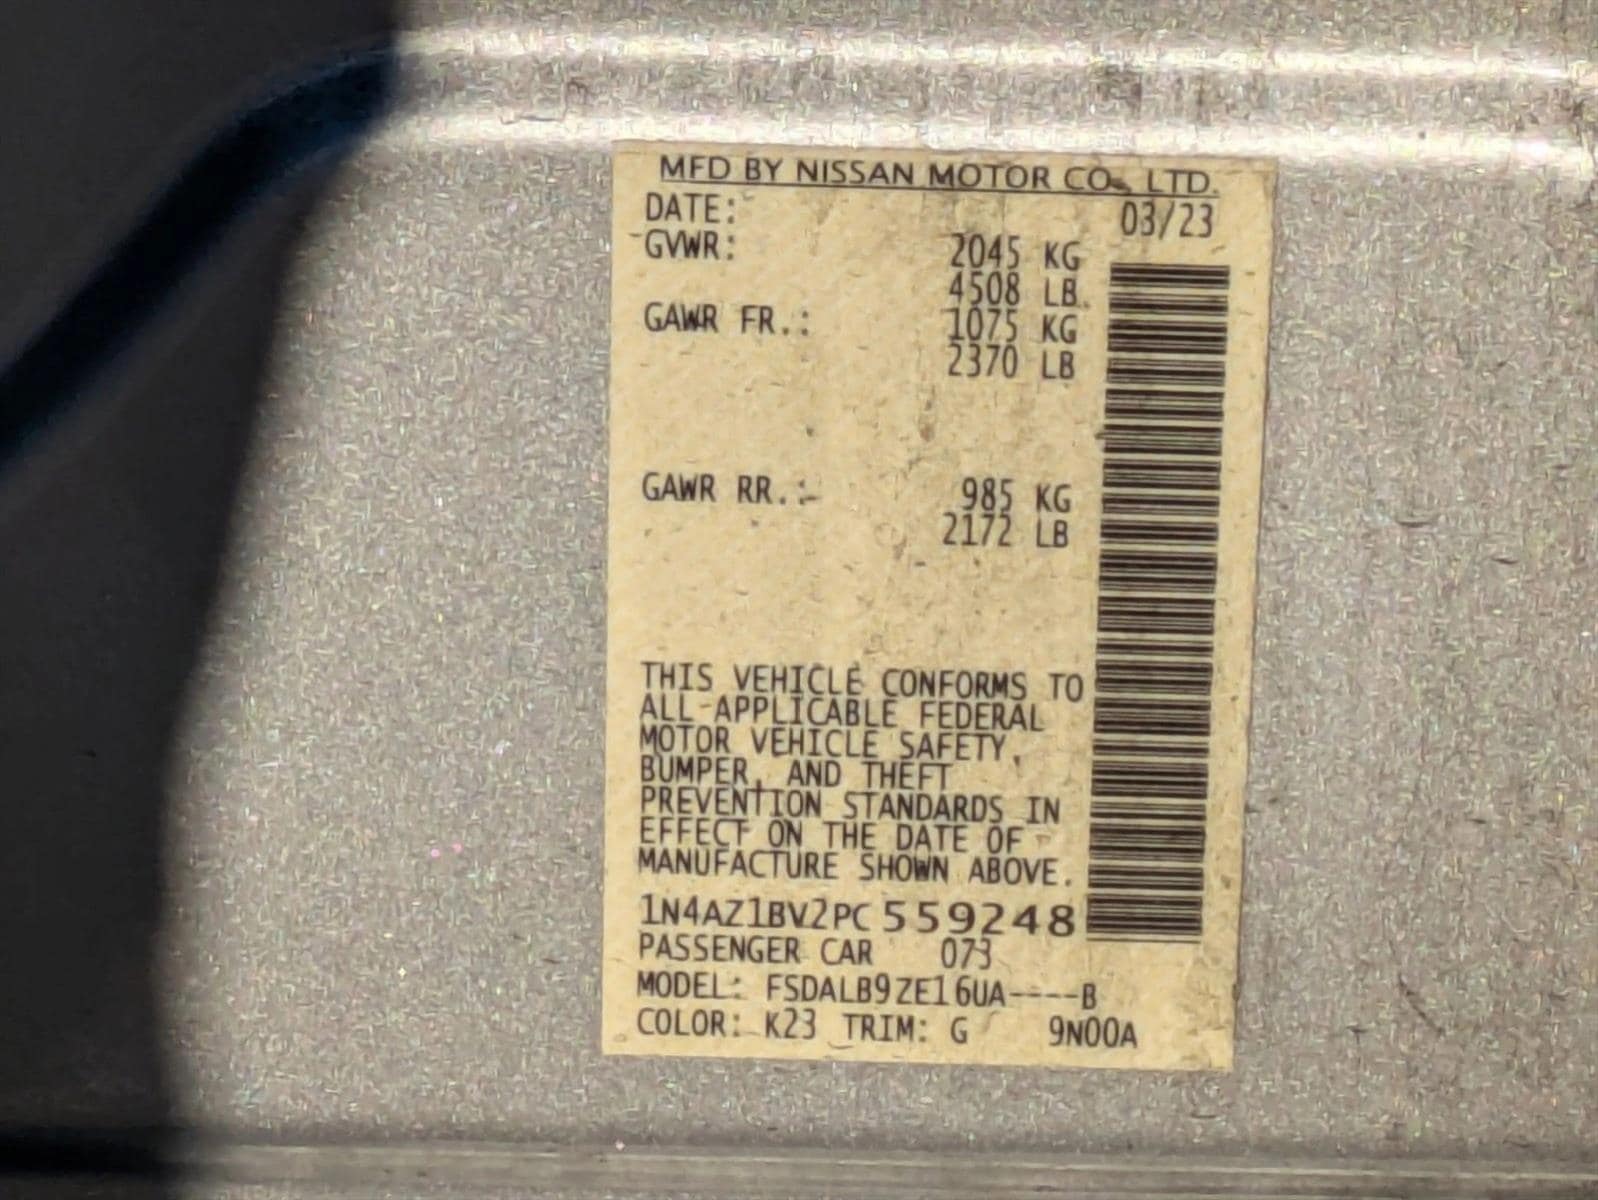 MFD BY NISSAN MOTOR CO., LTD.
DATE: 03/23
GVWR: 2045 KG
4508 LB
GAWR FR.: 1075 KG
2370 LB
GAWR RR.: 985 KG
2172 LB
THIS VEHICLE CONFORMS TO
ALL APPLICABLE FEDERAL
MOTOR VEHICLE SAFETY,
BUMPER, AND THEFT
PREVENTION STANDARDS IN
EFFECT ON THE DATE OF
MANUFACTURE SHOWN ABOVE.
1N4AZ1BV2PC559248
PASSENGER CAR 073
MODEL: FSDALB9ZE16UA----B
COLOR: K23 TRIM: G 9N00A